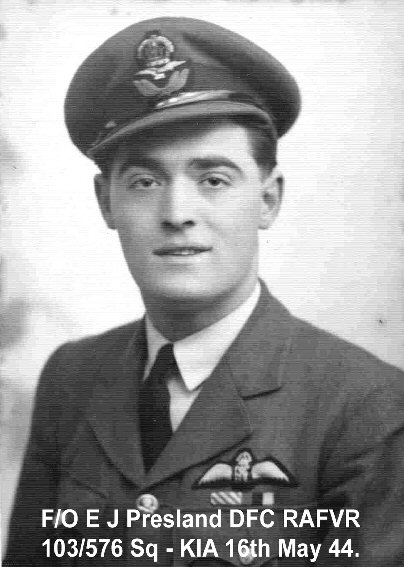 F/O E J Presland DFC RAFVR
103/576 Sq - KIA 16th May 44.